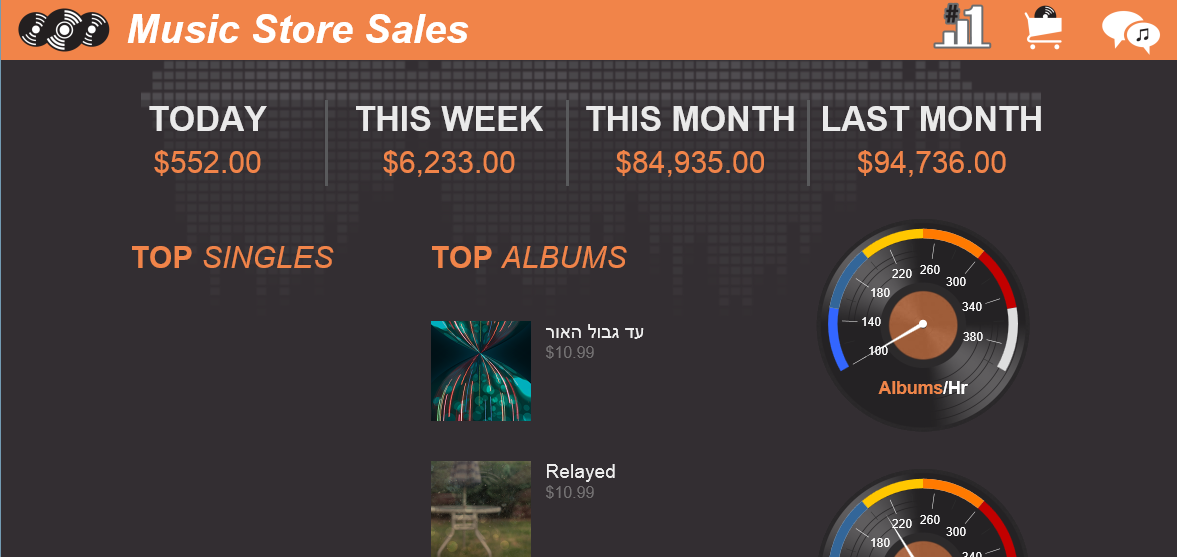 Music Store Sales
#1
TODAY
$552.00
THIS WEEK
$6,233.00
THIS MONTH
$84,935.00
LAST MONTH
$94,736.00
TOP SINGLES
TOP ALBUMS
עד גבול האור
$10.99
Relayed
$10.99
100
140
180
220
260
300
340
380
Albums/Hr
180
220
260
300
340